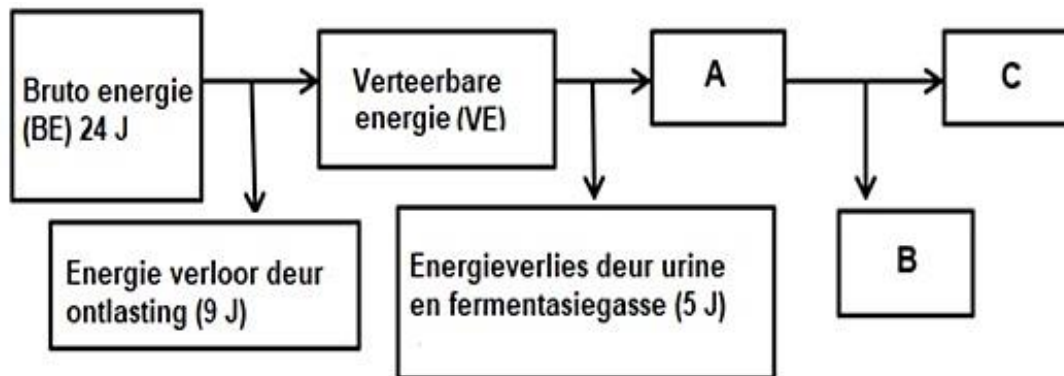 Bruto energie
(BE) 24 J
Verteerbare
energie (VE)
A
C
Energie verloor deur
ontlasting (9 J)
Energieverlies deur urine
en fermentasiegasse (5 J)
B